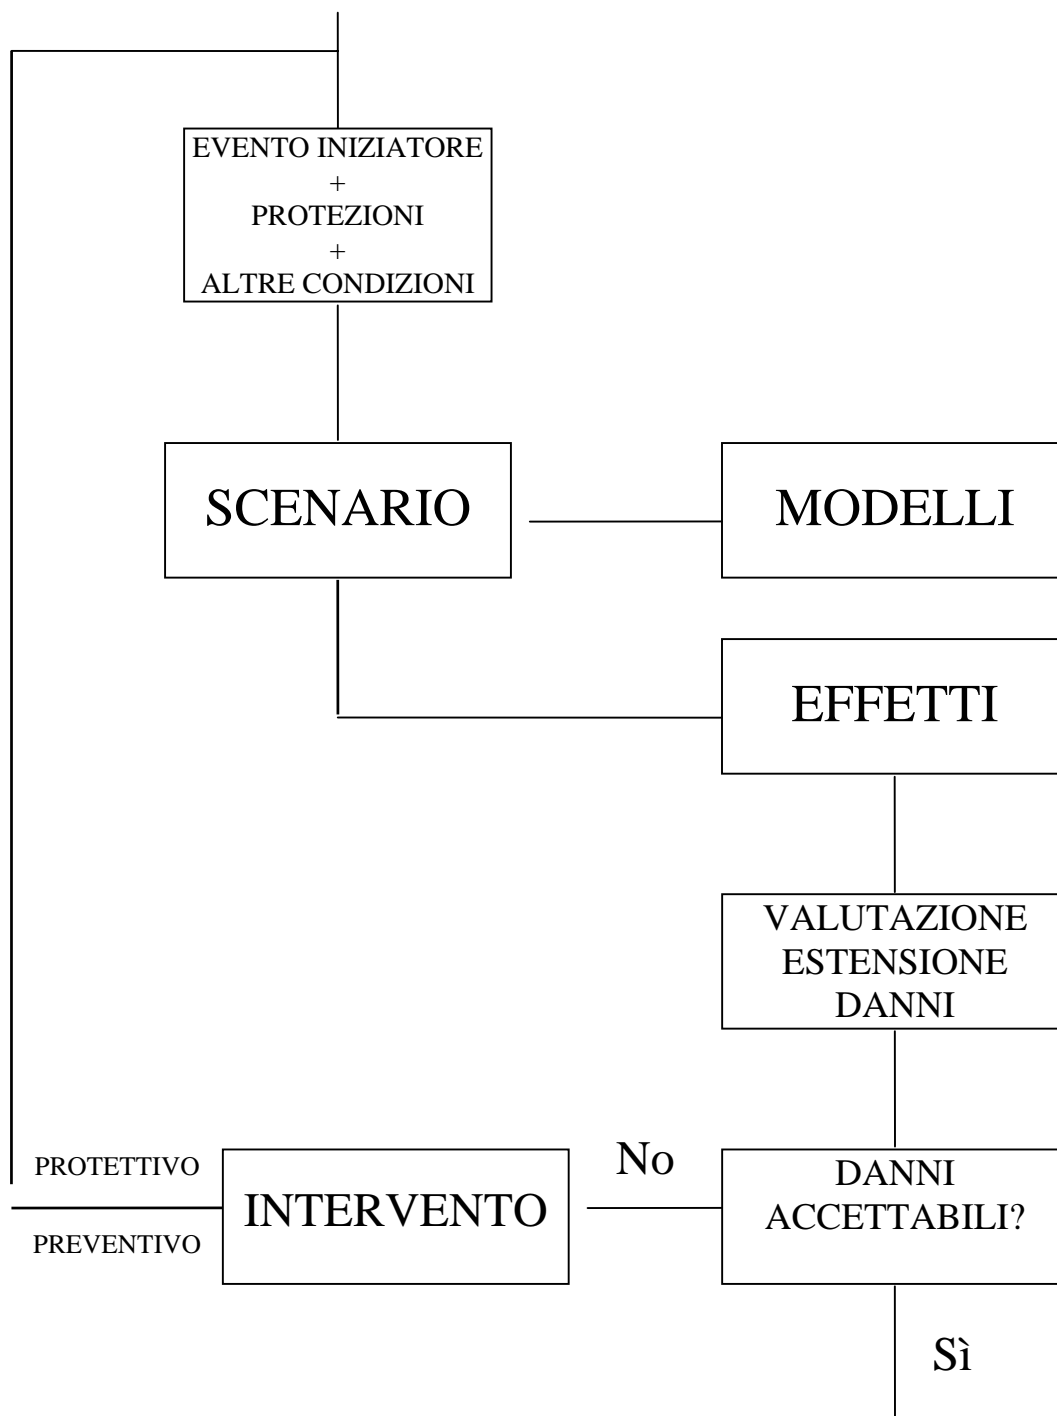 EVENTO INIZIATORE
+
PROTEZIONI
+
ALTRE CONDIZIONI
SCENARIO
MODELLI
EFFETTI
VALUTAZIONE
ESTENSIONE
DANNI
DANNI
ACCETTABILI?
No
INTERVENTO
PROTETTIVO
PREVENTIVO
Sì